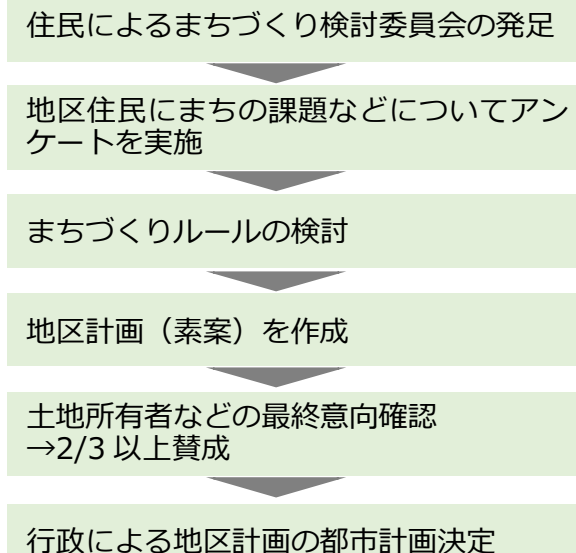 住民によるまちづくり検討委員会の発足
地区住民にまちの課題などについてアン
ケートを実施
まちづくりルールの検討
地区計画（素案）を作成
土地所有者などの最終意向確認
→2/3 以上賛成
行政による地区計画の都市計画決定